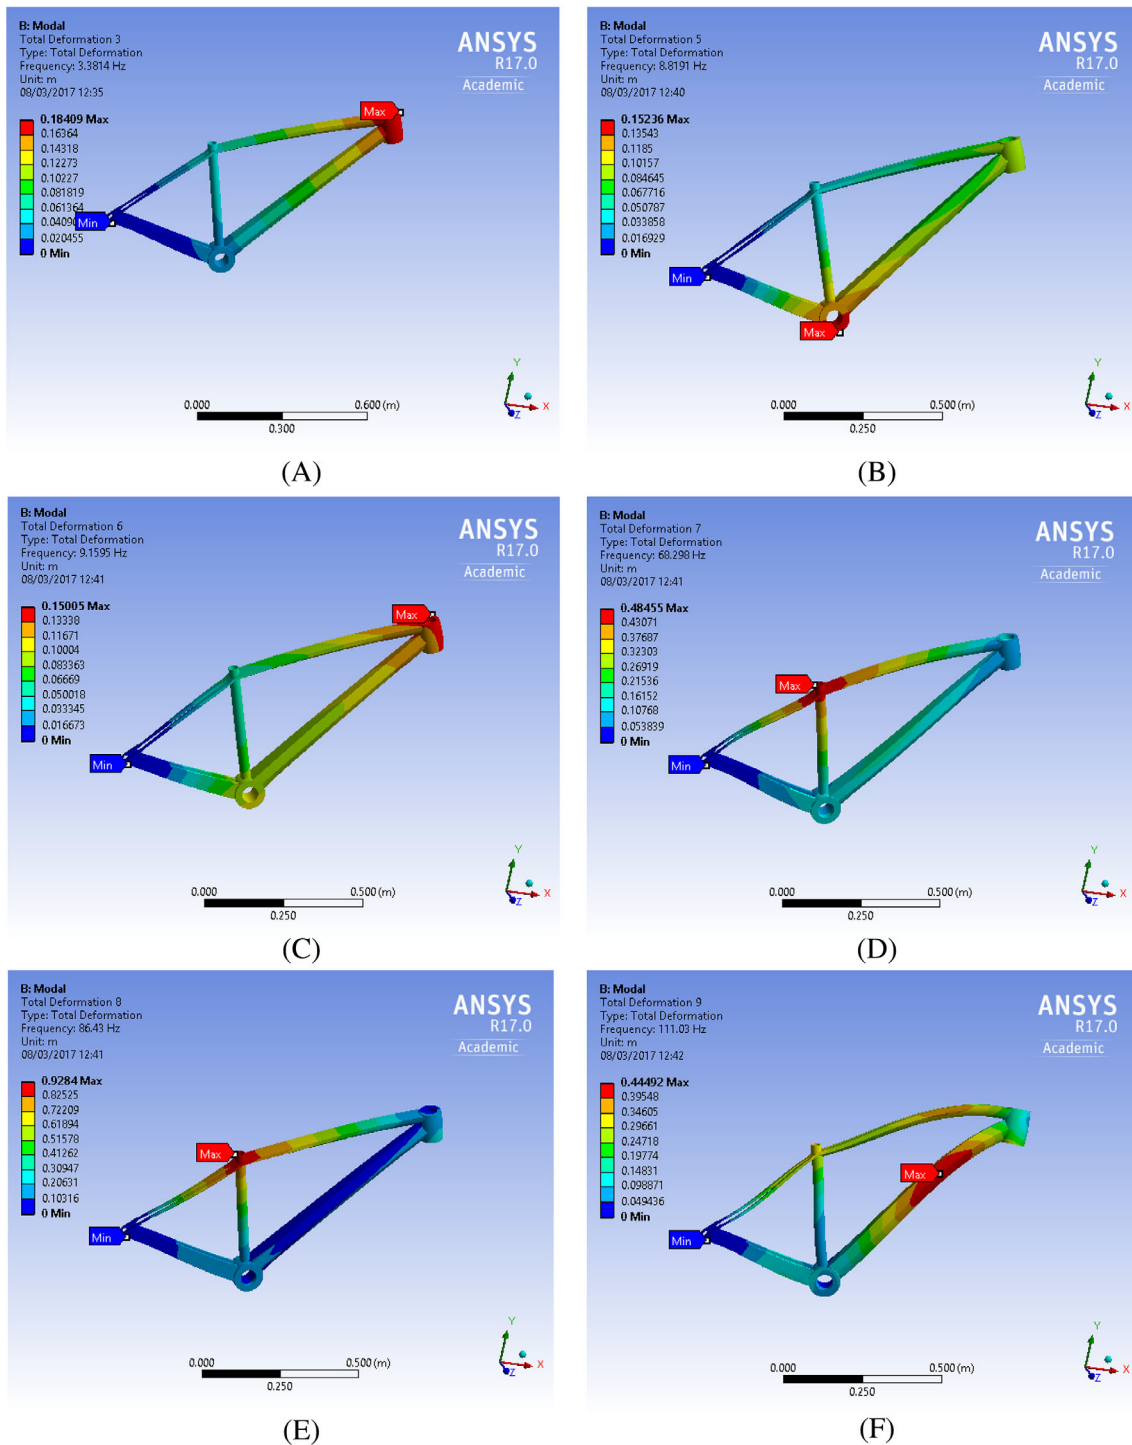 B: Modal
Total Deformation 3
Type: Total Deformation
Frequency: 3.3814 Hz
Unit: m
08/03/2017 12:35
ANSYS
R17.0
Academic
0.18409 Max
0.16364
0.14318
0.12273
0.10227
0.081819
0.061364
0.0409
0.020455
0 Min
Max
Min
0.000
0.600 (m)
0.300
Y
X
Z
(A)
B: Modal
Total Deformation 5
Type: Total Deformation
Frequency: 8.8191 Hz
Unit: m
08/03/2017 12:40
ANSYS
R17.0
Academic
0.15236 Max
0.13543
0.1185
0.10157
0.084645
0.067716
0.050787
0.033858
0.016929
0 Min
Min
Max
0.000
0.500 (m)
0.250
Y
X
Z
(B)
B: Modal
Total Deformation 6
Type: Total Deformation
Frequency: 9.1595 Hz
Unit: m
08/03/2017 12:41
ANSYS
R17.0
Academic
0.15005 Max
0.13338
0.11671
0.10004
0.083363
0.06669
0.050018
0.033345
0.016673
0 Min
Max
Min
0.000
0.500 (m)
0.250
Y
X
Z
(C)
B: Modal
Total Deformation 7
Type: Total Deformation
Frequency: 68.298 Hz
Unit: m
08/03/2017 12:41
ANSYS
R17.0
Academic
0.48455 Max
0.43071
0.37687
0.32303
0.26919
0.21536
0.16152
0.10768
0.053839
0 Min
Max
Min
0.000
0.500 (m)
0.250
Y
X
Z
(D)
B: Modal
Total Deformation 8
Type: Total Deformation
Frequency: 86.43 Hz
Unit: m
08/03/2017 12:41
ANSYS
R17.0
Academic
0.9284 Max
0.82525
0.72209
0.61894
0.51578
0.41262
0.30947
0.20631
0.10316
0 Min
Max
Min
0.000
0.500 (m)
0.250
Y
X
Z
(E)
B: Modal
Total Deformation 9
Type: Total Deformation
Frequency: 111.03 Hz
Unit: m
08/03/2017 12:42
ANSYS
R17.0
Academic
0.44492 Max
0.39548
0.34605
0.29661
0.24718
0.19774
0.14831
0.098871
0.049436
0 Min
Max
Min
0.000
0.500 (m)
0.250
Y
X
Z
(F)